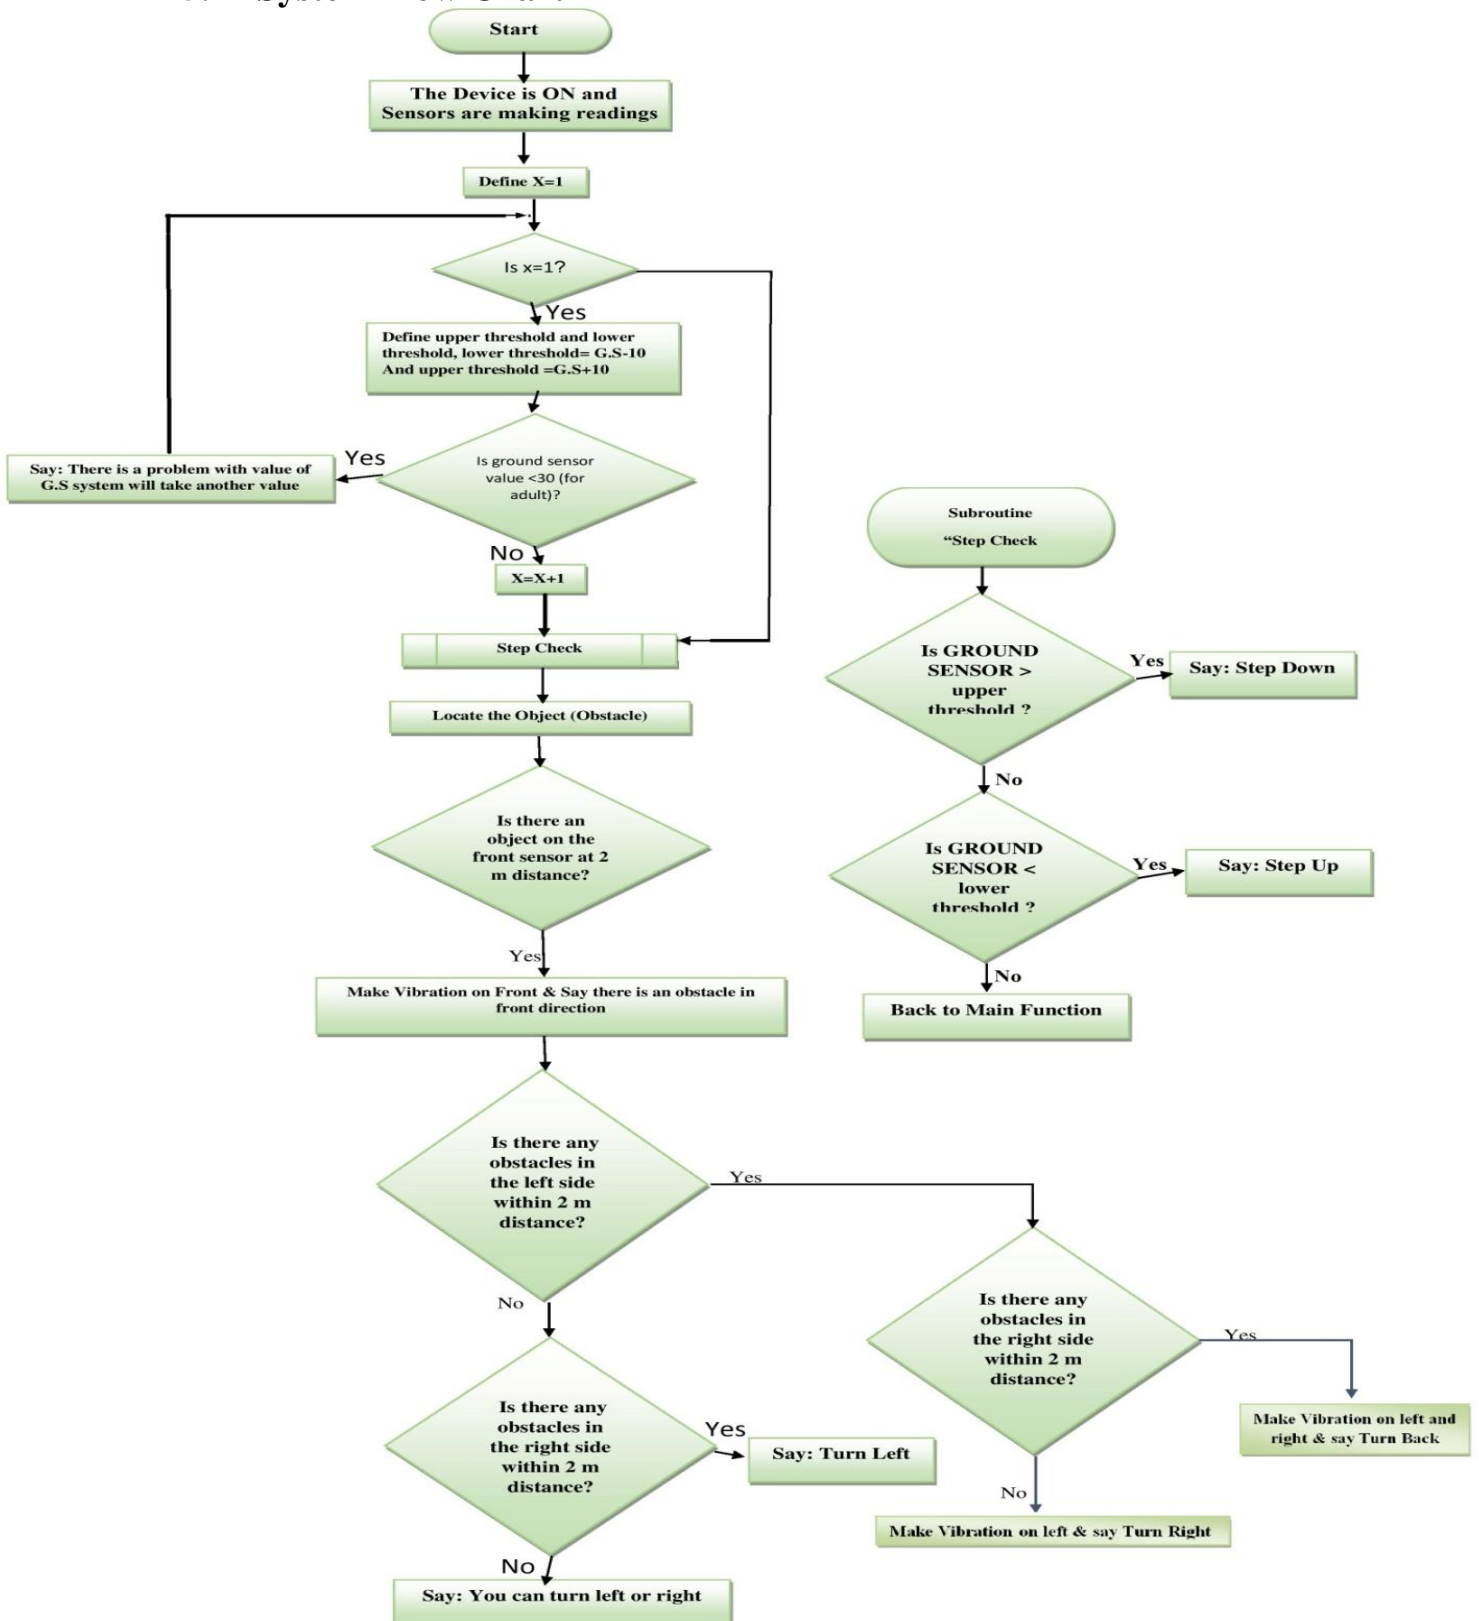 Start
The Device is ON and
Sensors are making readings
Define X=1
Is x=1?
Yes
Define upper threshold and lower
threshold, lower threshold= G.S-10
And upper threshold =G.S+10
Is ground sensor
value <30 (for
adult)?
Yes
Say: There is a problem with value of
G.S system will take another value
No
X=X+1
Step Check
Locate the Object (Obstacle)
Is there an
object on the
front sensor at 2
m distance?
Yes
Make Vibration on Front & Say there is an obstacle in
front direction
Is there any
obstacles in
the left side
within 2 m
distance?
Yes
No
Is there any
obstacles in
the right side
within 2 m
distance?
Yes
Say: Turn Left
No
Say: You can turn left or right
Is there any
obstacles in
the right side
within 2 m
distance?
Yes
Make Vibration on left and
right & say Turn Back
No
Make Vibration on left & say Turn Right
Subroutine
“Step Check
Is GROUND
SENSOR >
upper
threshold ?
Yes
Say: Step Down
No
Is GROUND
SENSOR <
lower
threshold ?
Yes
Say: Step Up
No
Back to Main Function